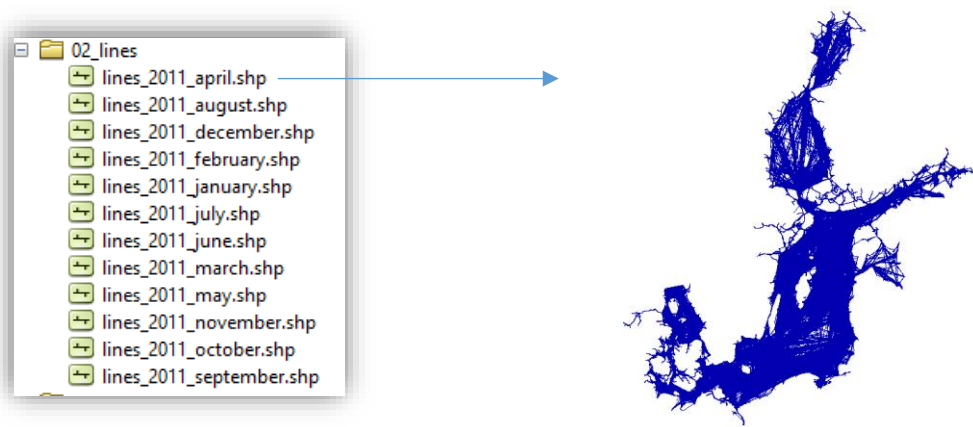 02_lines
lines_2011_april.shp
lines_2011_august.shp
lines_2011_december.shp
lines_2011_february.shp
lines_2011_january.shp
lines_2011_july.shp
lines_2011_june.shp
lines_2011_march.shp
lines_2011_may.shp
lines_2011_november.shp
lines_2011_october.shp
lines_2011_september.shp